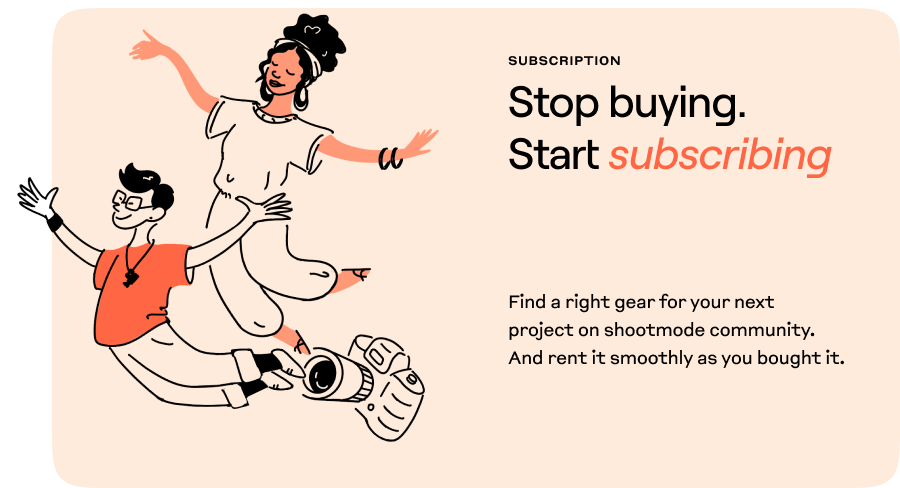 SUBSCRIPTION
Stop buying.
Start subscribing
Find a right gear for your next
project on shootmode community.
And rent it smoothly as you bought it.